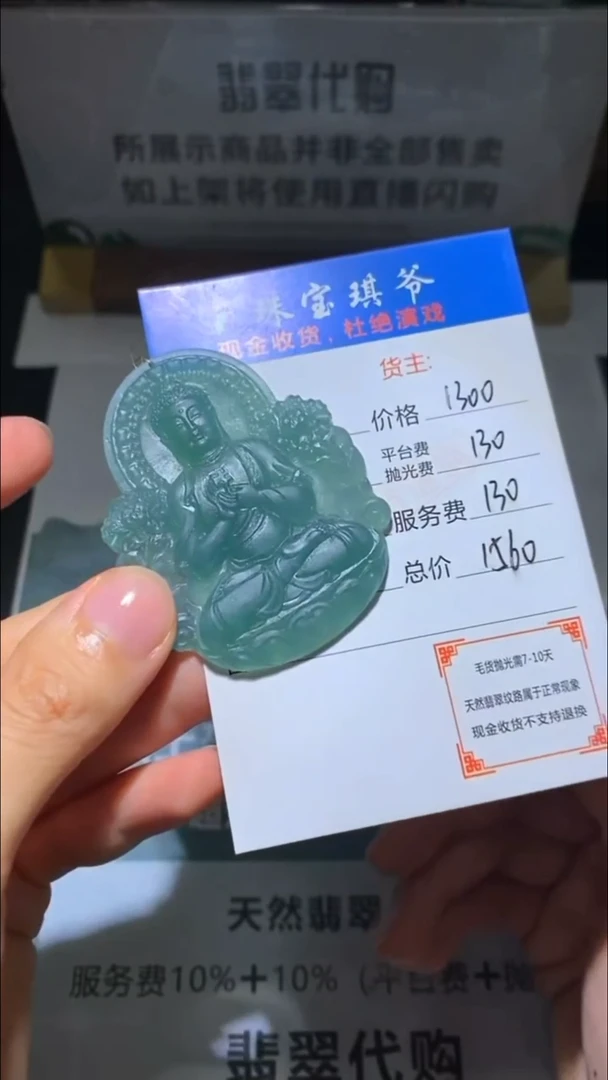 翡翠代购
所展示商品并非全部售卖
如上架将使用直播闪购
珠宝琪爷
现金收货，杜绝演戏
货主:
价格 1300
平台费
抛光费 130
服务费 130
总价 1560
毛货抛光需7-10天
天然翡翠纹路属于正常现象
现金收货不支持退换
天然翡翠
服务费10%+10%（平台费+抛
翡翠代购